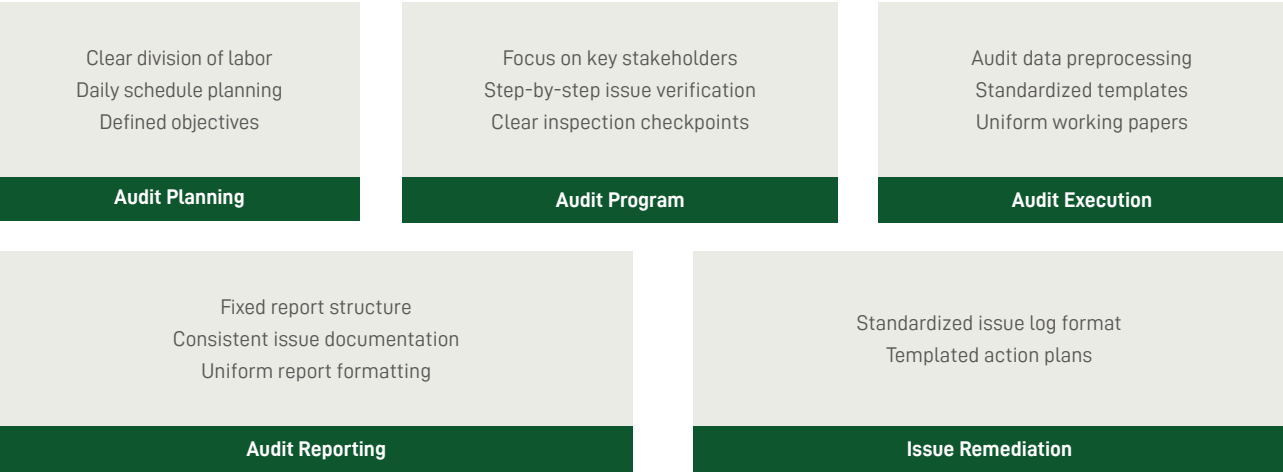 Clear division of labor
Daily schedule planning
Defined objectives
Audit Planning
Focus on key stakeholders
Step-by-step issue verification
Clear inspection checkpoints
Audit Program
Audit data preprocessing
Standardized templates
Uniform working papers
Audit Execution
Fixed report structure
Consistent issue documentation
Uniform report formatting
Audit Reporting
Standardized issue log format
Templated action plans
Issue Remediation